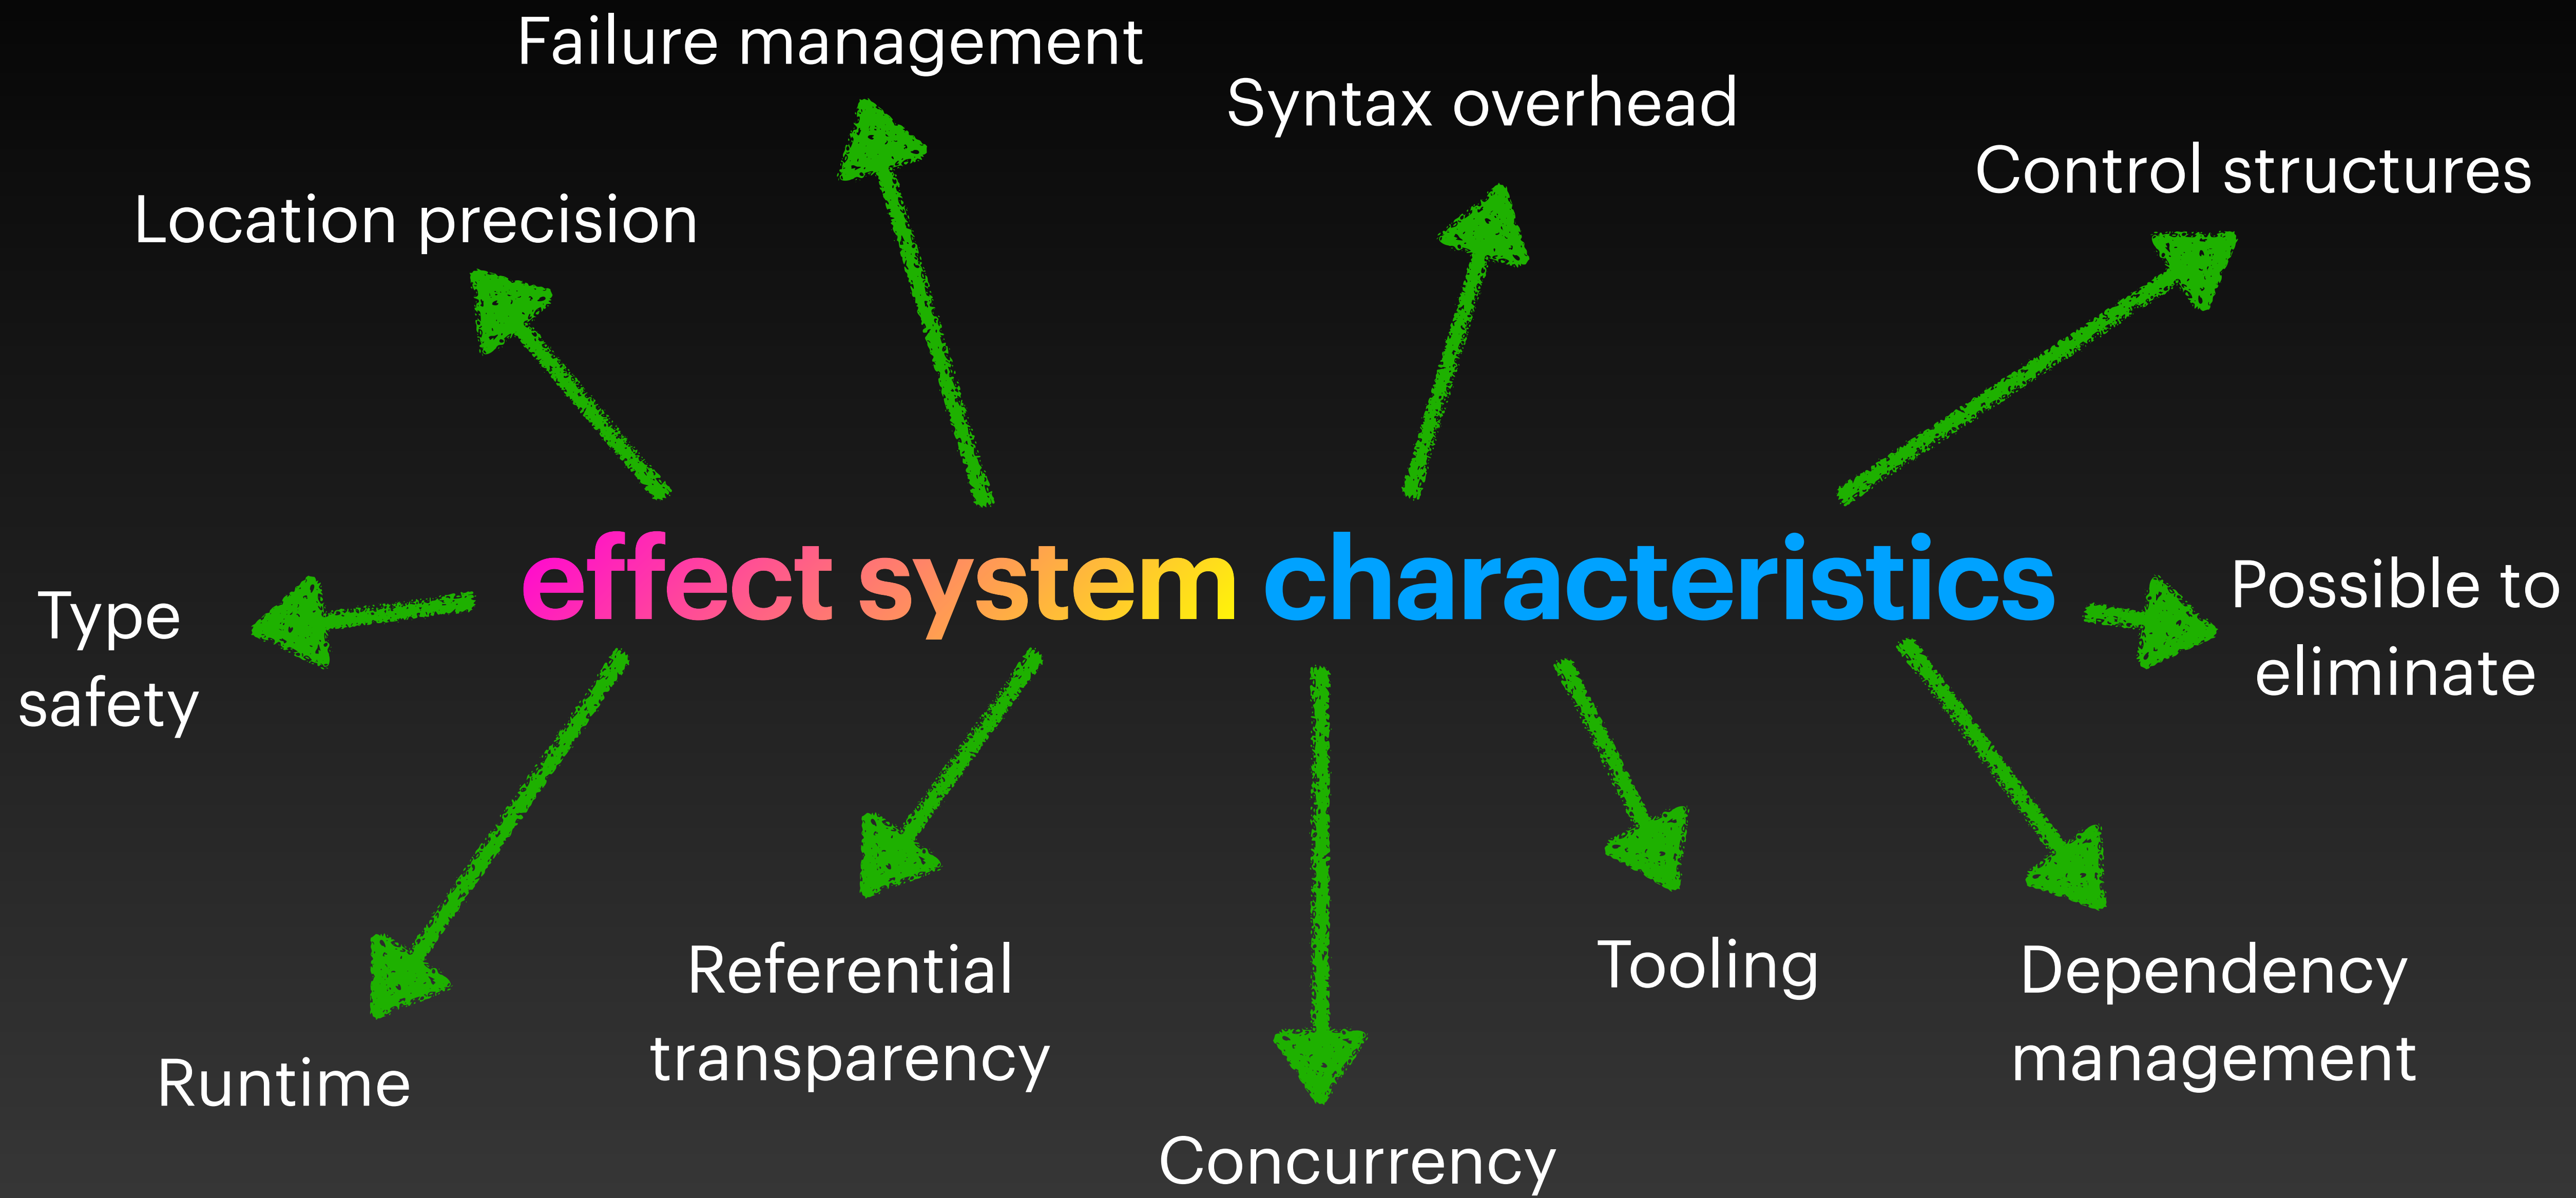 Failure management
Syntax overhead
Control structures
Location precision
effect system characteristics
Type
safety
Possible to
eliminate
Referential
transparency
Tooling
Dependency
management
Runtime
Concurrency